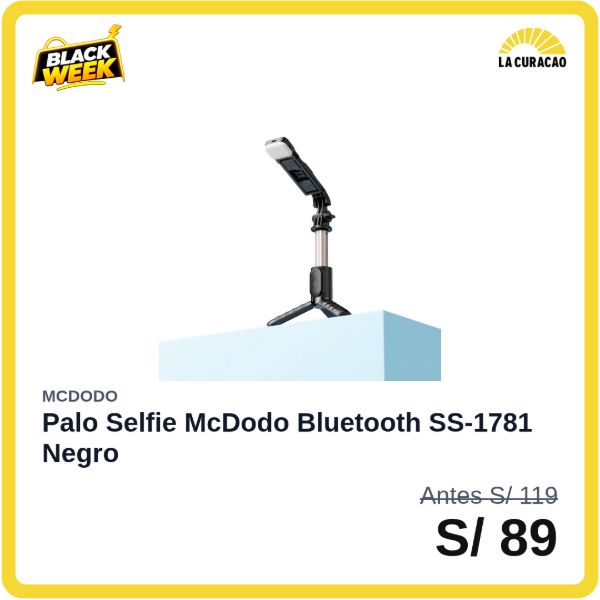 BLACK
WEEK
LA CURACAO
MCDODO
Palo Selfie McDodo Bluetooth SS-1781
Negro
Antes S/ 119
S/ 89